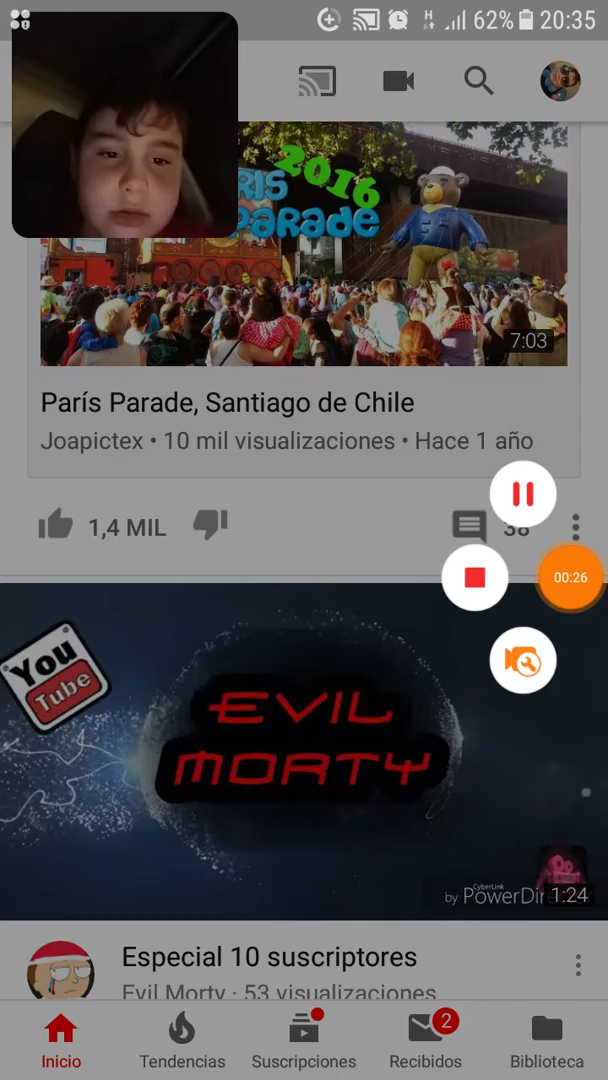 H 62% 20:35
2016
PARADE
7:03
París Parade, Santiago de Chile
Joapictex • 10 mil visualizaciones • Hace 1 año
1,4 MIL 38
00:26
You
Tube
EVIL
MORTY
CyberLink
by PowerDir 1:24
Especial 10 suscriptores
Evil Morty · 53 visualizaciones
2
Inicio Tendencias Suscripciones Recibidos Biblioteca